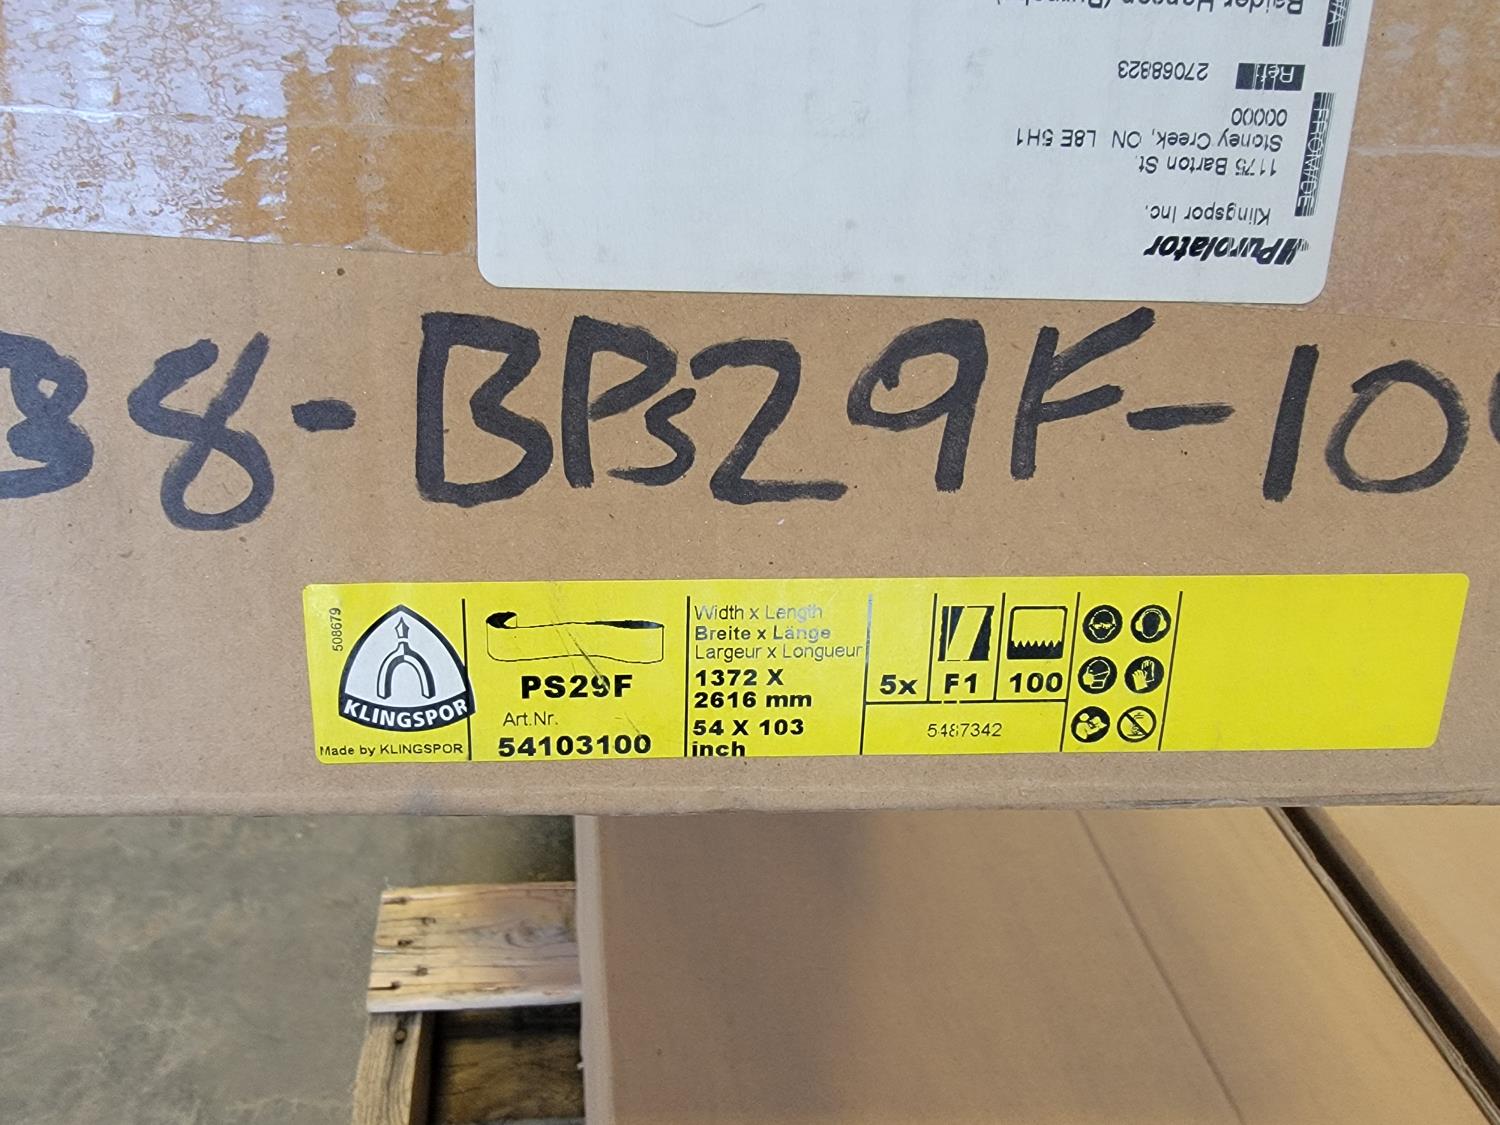 27068823
Ref
00000
Stoney Creek, ON L8E 5H1
1175 Barton St.
Klingspor Inc.
Purolator
38-BPS29F-10
508679
KLINGSPOR
Made by KLINGSPOR
PS29F
Art.Nr.
54103100
Width x Length
Breite x Länge
Largeur x Longueur
1372 X
2616 mm
54 X 103
inch
5x
F1
100
5487342